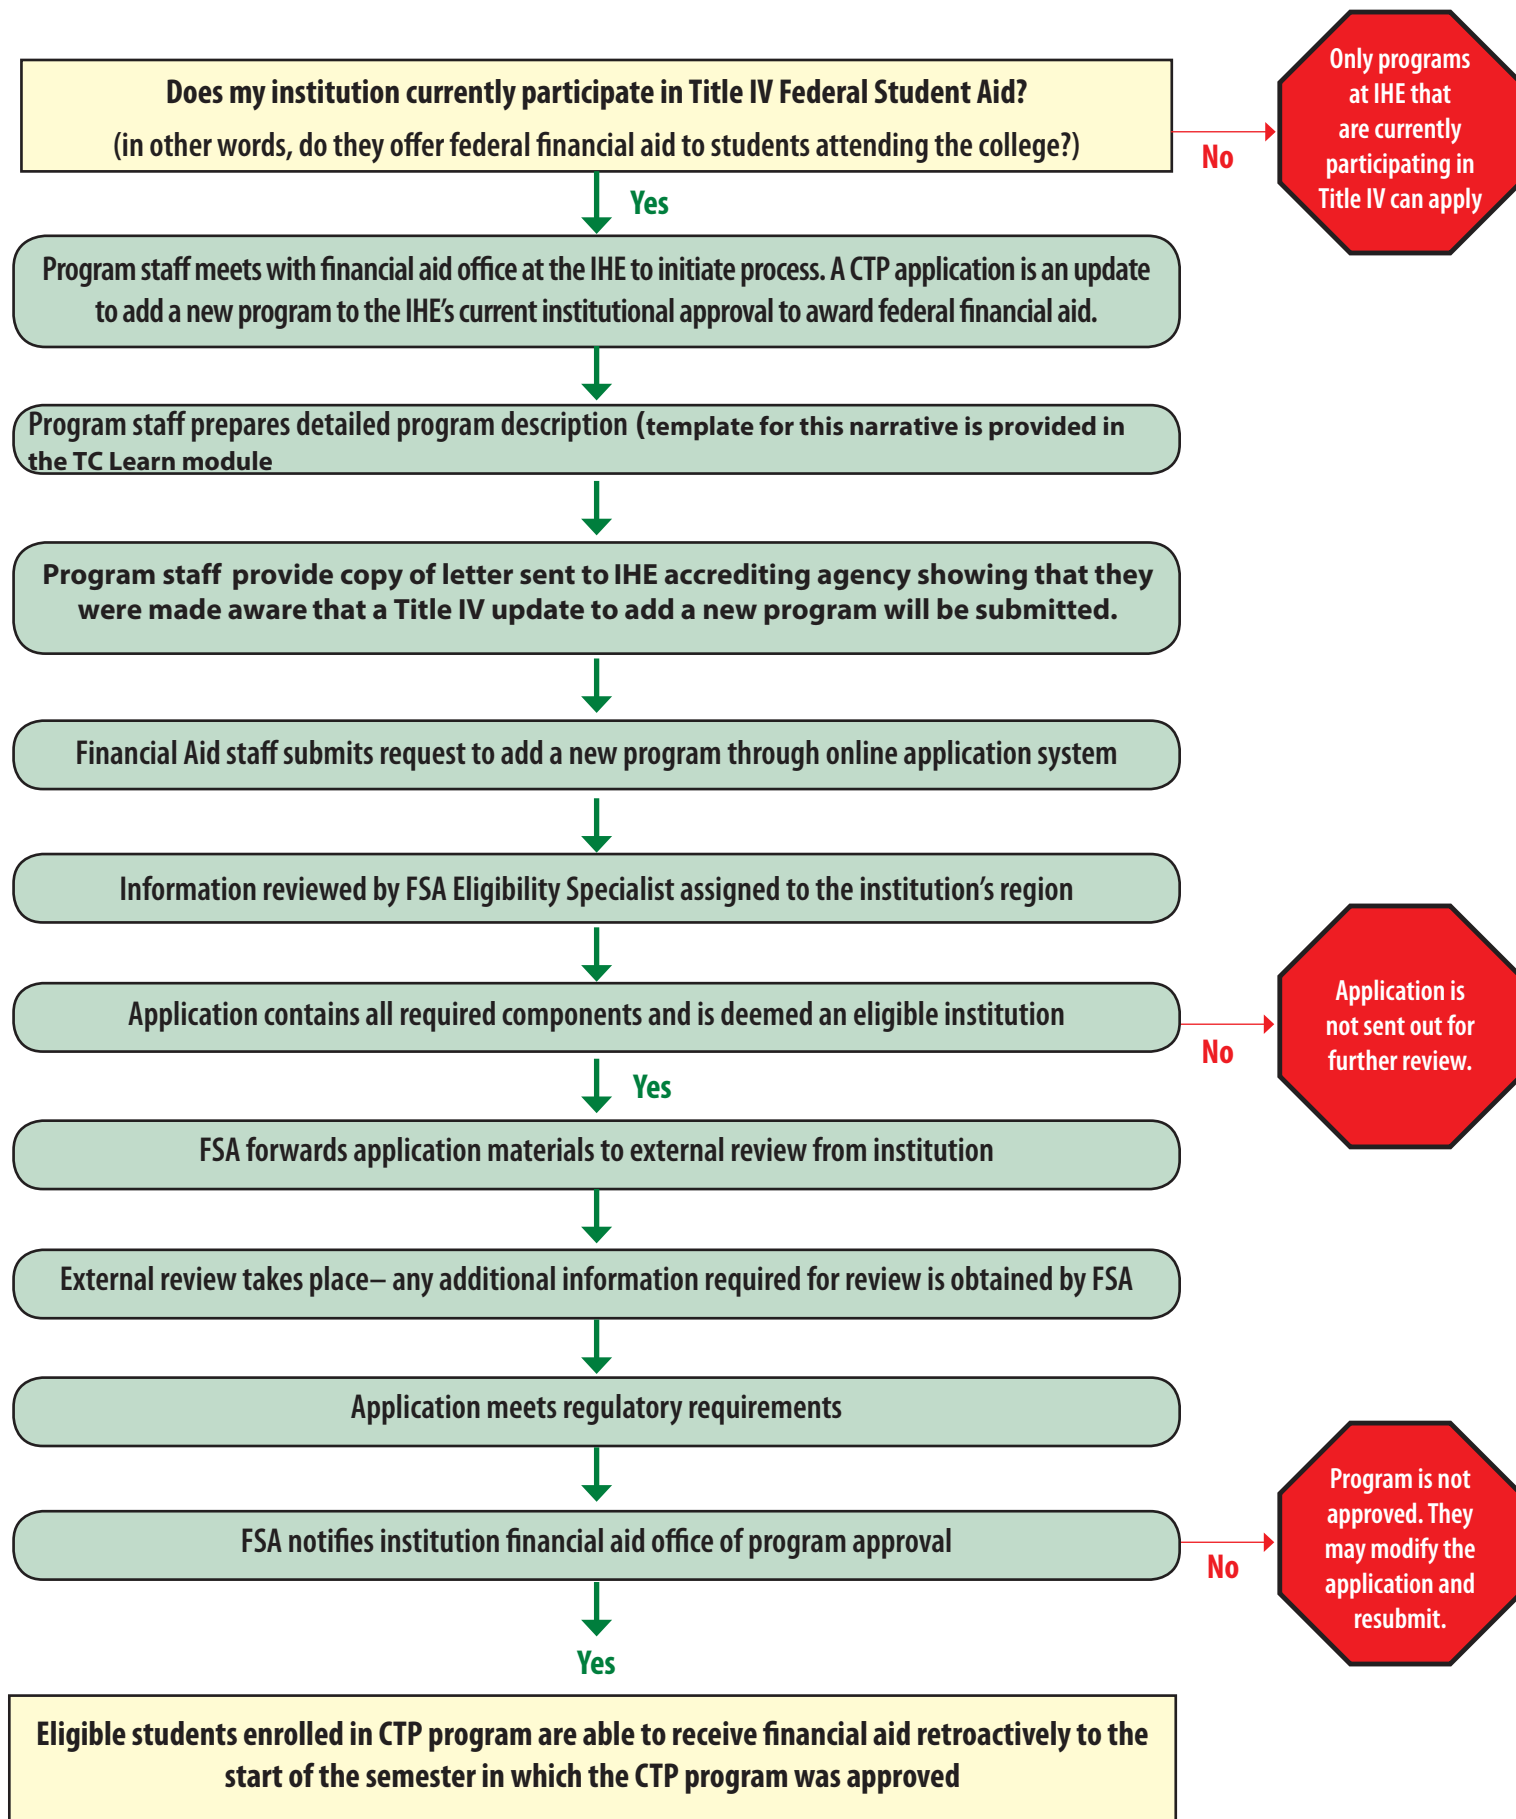 Does my institution currently participate in Title IV Federal Student Aid?
(in other words, do they offer federal financial aid to students attending the college?)
No
Only programs
at IHE that
are currently
participating in
Title IV can apply
Yes
Program staff meets with financial aid office at the IHE to initiate process. A CTP application is an update
to add a new program to the IHE's current institutional approval to award federal financial aid.
Program staff prepares detailed program description (template for this narrative is provided in
the TC Learn module
Program staff provide copy of letter sent to IHE accrediting agency showing that they
were made aware that a Title IV update to add a new program will be submitted.
Financial Aid staff submits request to add a new program through online application system
Information reviewed by FSA Eligibility Specialist assigned to the institution's region
Application contains all required components and is deemed an eligible institution
No
Application is
not sent out for
further review.
Yes
FSA forwards application materials to external review from institution
External review takes place– any additional information required for review is obtained by FSA
Application meets regulatory requirements
FSA notifies institution financial aid office of program approval
No
Program is not
approved. They
may modify the
application and
resubmit.
Yes
Eligible students enrolled in CTP program are able to receive financial aid retroactively to the
start of the semester in which the CTP program was approved